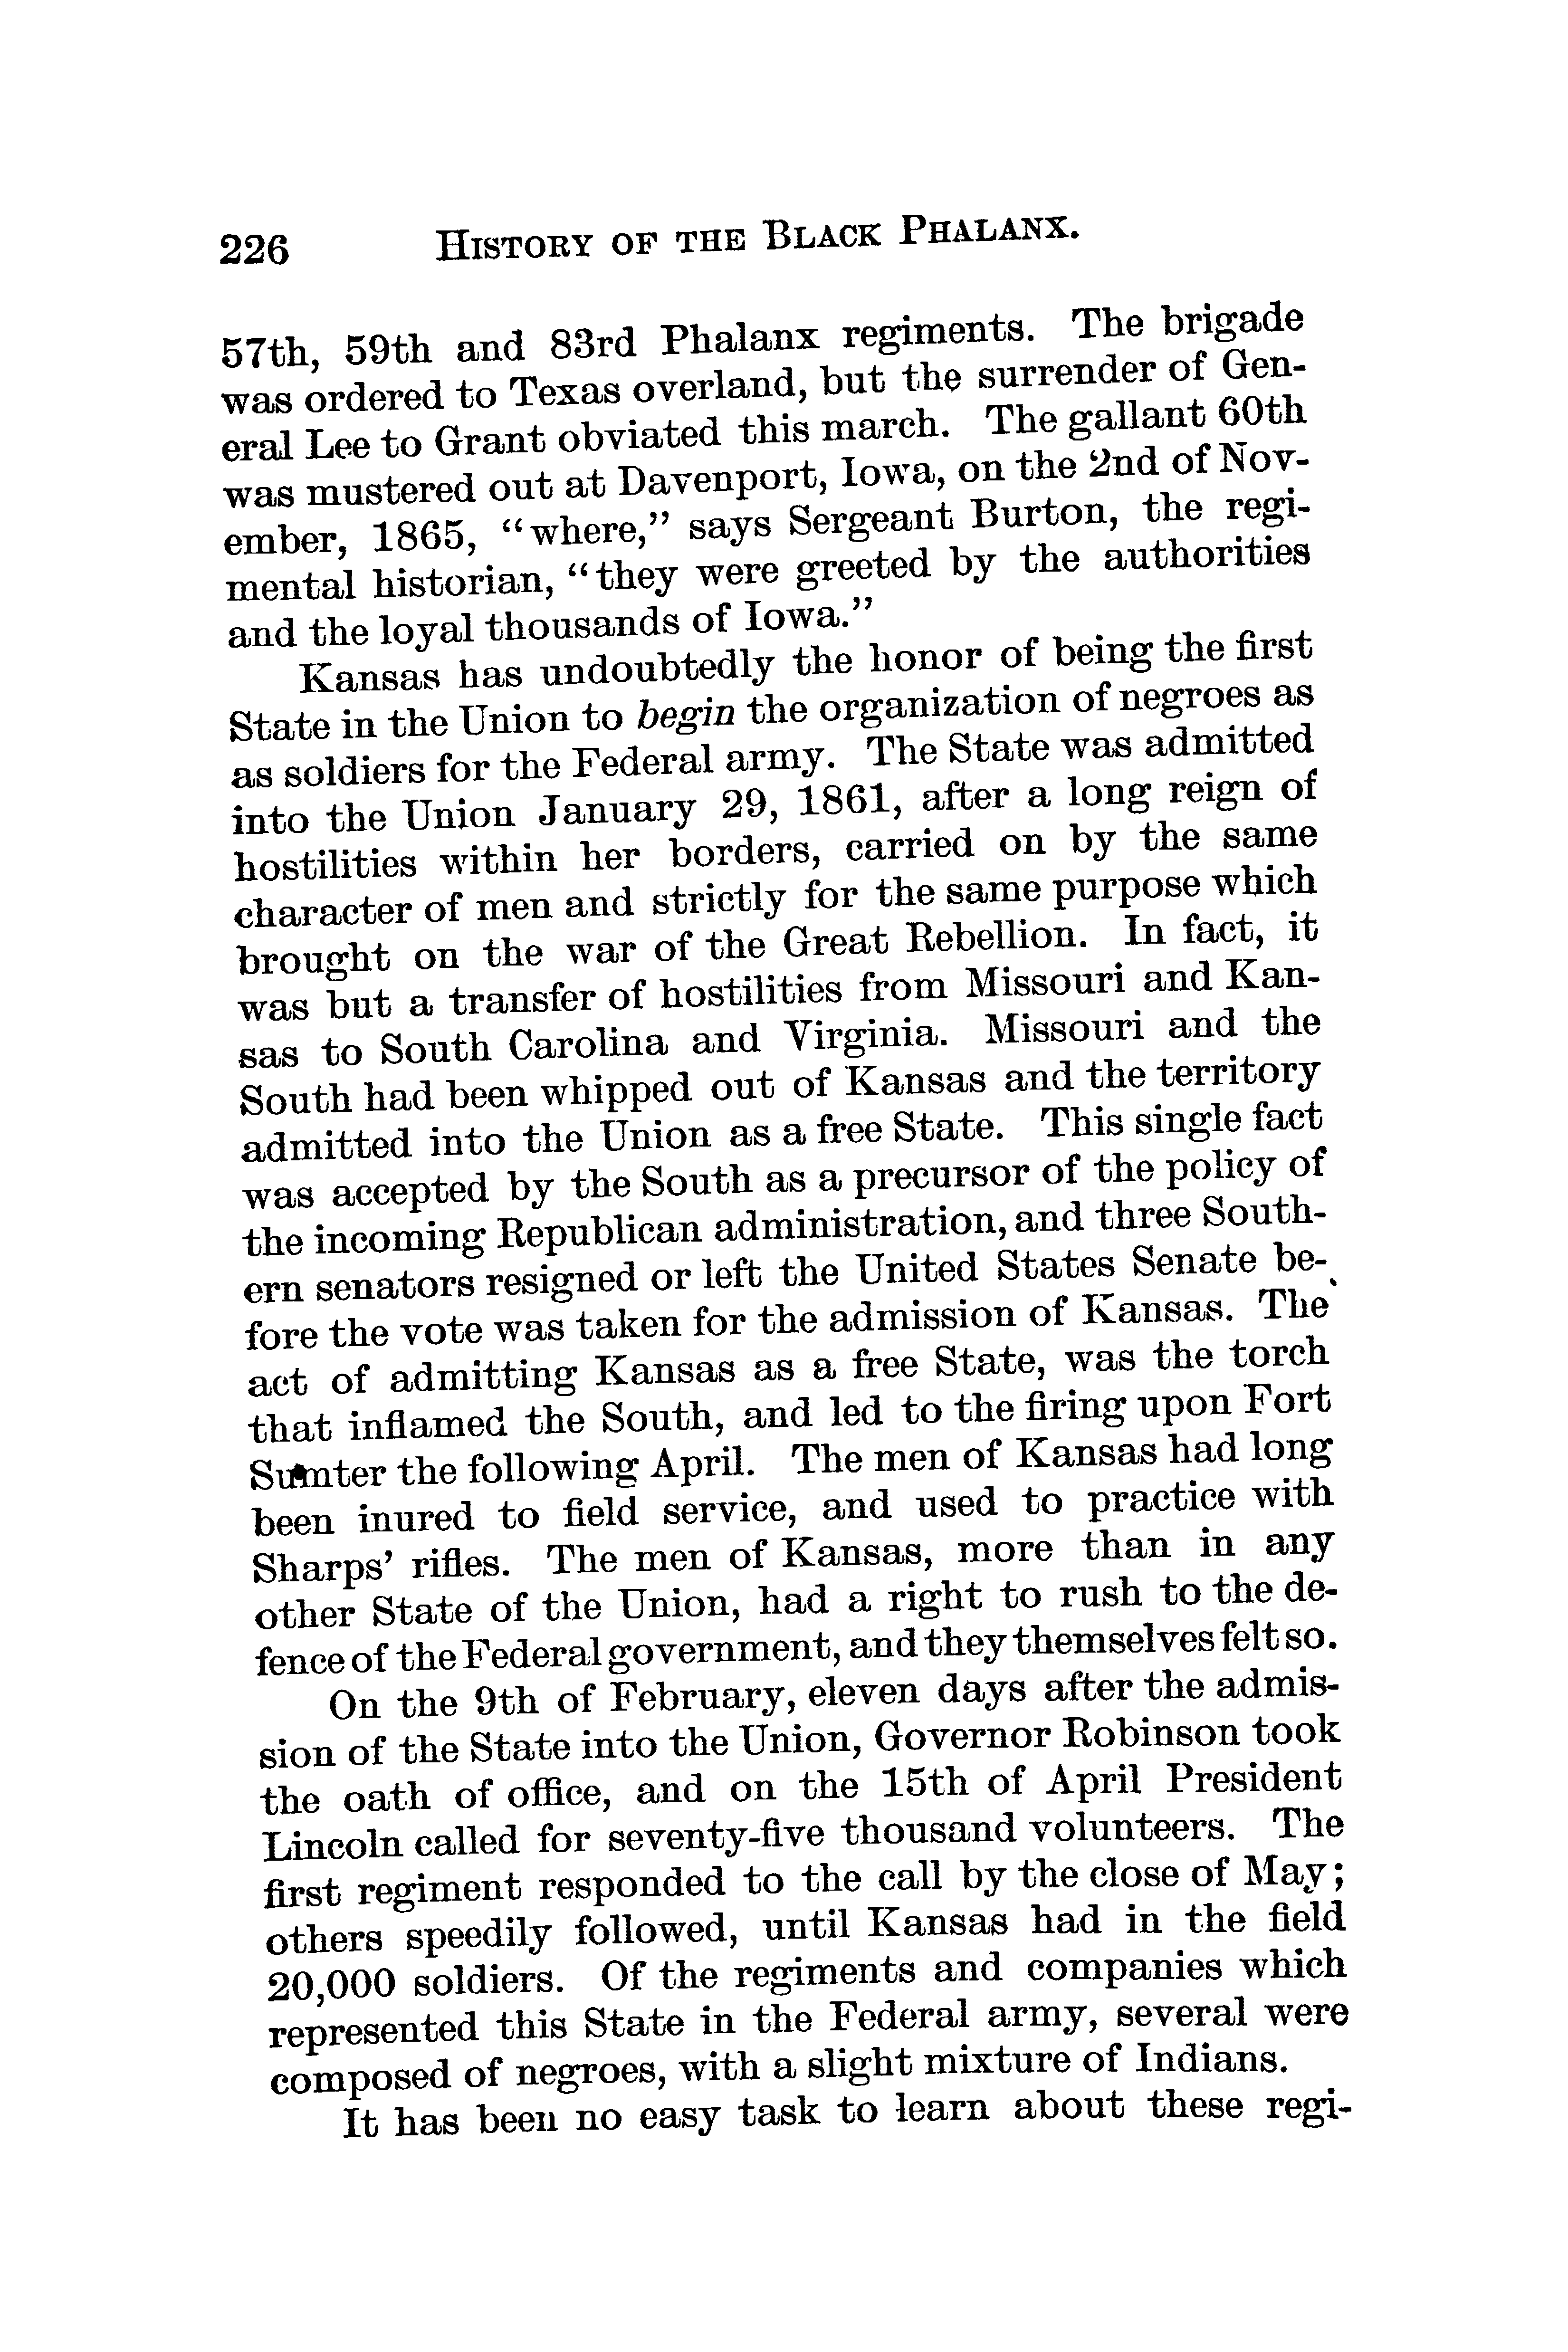 226 HISTORY OF THE BLACK PHALANX.
57th, 59th and 83rd Phalanx regiments. The brigade
was ordered to Texas overland, but the surrender of Gen-
eral Lee to Grant obviated this march. The gallant 60th
was mustered out at Davenport, Iowa, on the 2nd of Nov-
ember, 1865, “where,” says Sergeant Burton, the regi-
mental historian, “they were greeted by the authorities
and the loyal thousands of Iowa.”
Kansas has undoubtedly the honor of being the first
State in the Union to begin the organization of negroes as
as soldiers for the Federal army. The State was admitted
into the Union January 29, 1861, after a long reign of
hostilities within her borders, carried on by the same
character of men and strictly for the same purpose which
brought on the war of the Great Rebellion. In fact, it
was but a transfer of hostilities from Missouri and Kan-
sas to South Carolina and Virginia. Missouri and the
South had been whipped out of Kansas and the territory
admitted into the Union as a free State. This single fact
was accepted by the South as a precursor of the policy of
the incoming Republican administration, and three South-
ern senators resigned or left the United States Senate be-
fore the vote was taken for the admission of Kansas. The
act of admitting Kansas as a free State, was the torch
that inflamed the South, and led to the firing upon Fort
Sumter the following April. The men of Kansas had long
been inured to field service, and used to practice with
Sharps’ rifles. The men of Kansas, more than in any
other State of the Union, had a right to rush to the de-
fence of the Federal government, and they themselves felt so.
On the 9th of February, eleven days after the admis-
sion of the State into the Union, Governor Robinson took
the oath of office, and on the 15th of April President
Lincoln called for seventy-five thousand volunteers. The
first regiment responded to the call by the close of May;
others speedily followed, until Kansas had in the field
20,000 soldiers. Of the regiments and companies which
represented this State in the Federal army, several were
composed of negroes, with a slight mixture of Indians.
It has been no easy task to learn about these regi-